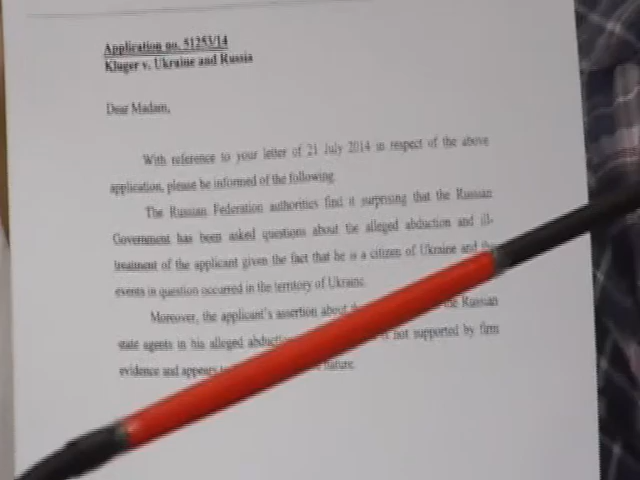 Application no. 51253/14
Kluger v. Ukraine and Russia
Dear Madam,
With reference to your letter of 21 July 2014 in respect of the above
application, please be informed of the following.
The Russian Federation authorities find it surprising that the Russian
Government has been asked questions about the alleged abduction and ill-
treatment of the applicant given the fact that he is a citizen of Ukraine and the
events in question occurred in the territory of Ukraine.
Moreover, the applicant's assertion about the Russian
state agents in his alleged not supported by firm
evidence and appears nature.